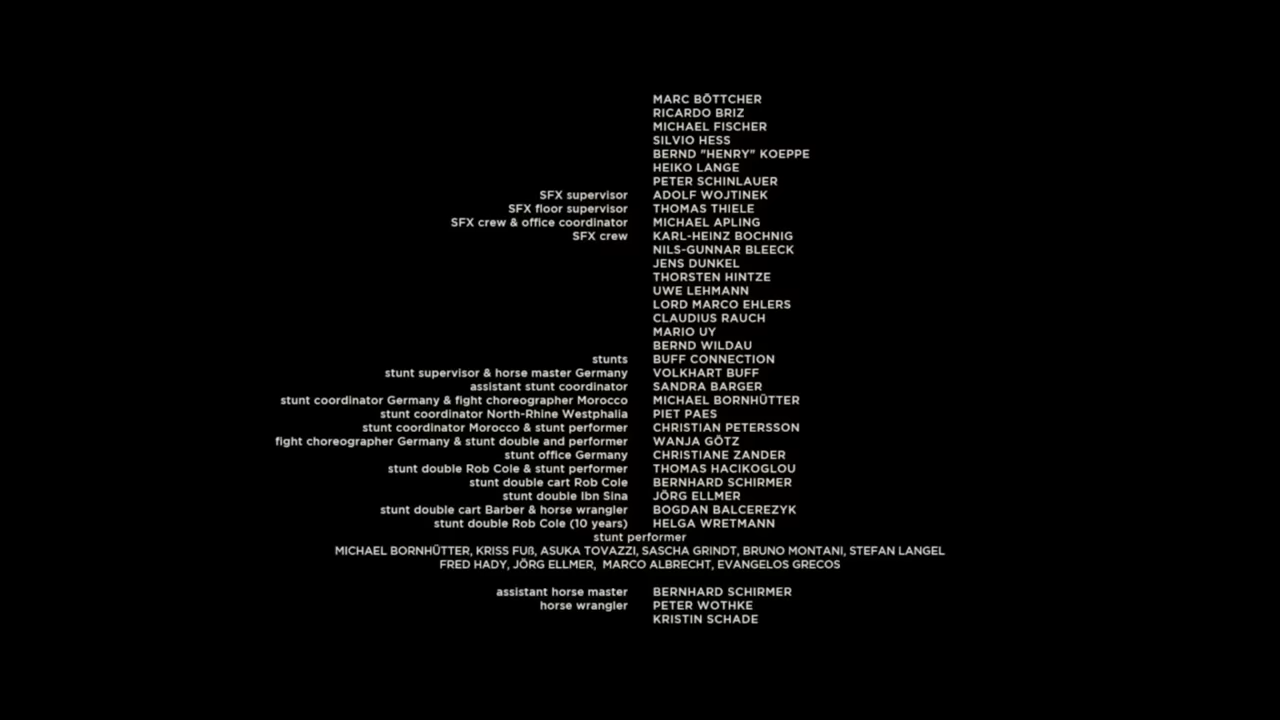 MARC BÖTTCHER
RICARDO BRIZ
MICHAEL FISCHER
SILVIO HESS
BERND "HENRY" KOEPPE
HEIKO LANGE
PETER SCHINLAUER
SFX supervisor ADOLF WOJTINEK
SFX floor supervisor THOMAS THIELE
SFX crew & office coordinator MICHAEL APLING
SFX crew KARL-HEINZ BOCHNIG
NILS-GUNNAR BLEECK
JENS DUNKEL
THORSTEN HINTZE
UWE LEHMANN
LORD MARCO EHLERS
CLAUDIUS RAUCH
MARIO UY
BERND WILDAU
stunts BUFF CONNECTION
stunt supervisor & horse master Germany VOLKHART BUFF
assistant stunt coordinator SANDRA BARGER
stunt coordinator Germany & fight choreographer Morocco MICHAEL BORNHÜTTER
stunt coordinator North-Rhine Westphalia PIET PAES
stunt coordinator Morocco & stunt performer CHRISTIAN PETERSSON
fight choreographer Germany & stunt double and performer WANJA GÖTZ
stunt office Germany CHRISTIANE ZANDER
stunt double Rob Cole & stunt performer THOMAS HACIKOGLOU
stunt double cart Rob Cole BERNHARD SCHIRMER
stunt double Ibn Sina JÖRG ELLMER
stunt double cart Barber & horse wrangler BOGDAN BALCEREZYK
stunt double Rob Cole (10 years) HELGA WRETMANN
stunt performer
MICHAEL BORNHÜTTER, KRISS FUß, ASUKA TOVAZZI, SASCHA GRINDT, BRUNO MONTANI, STEFAN LANGEL
FRED HADY, JÖRG ELLMER, MARCO ALBRECHT, EVANGELOS GRECOS
assistant horse master BERNHARD SCHIRMER
horse wrangler PETER WOTHKE
KRISTIN SCHADE